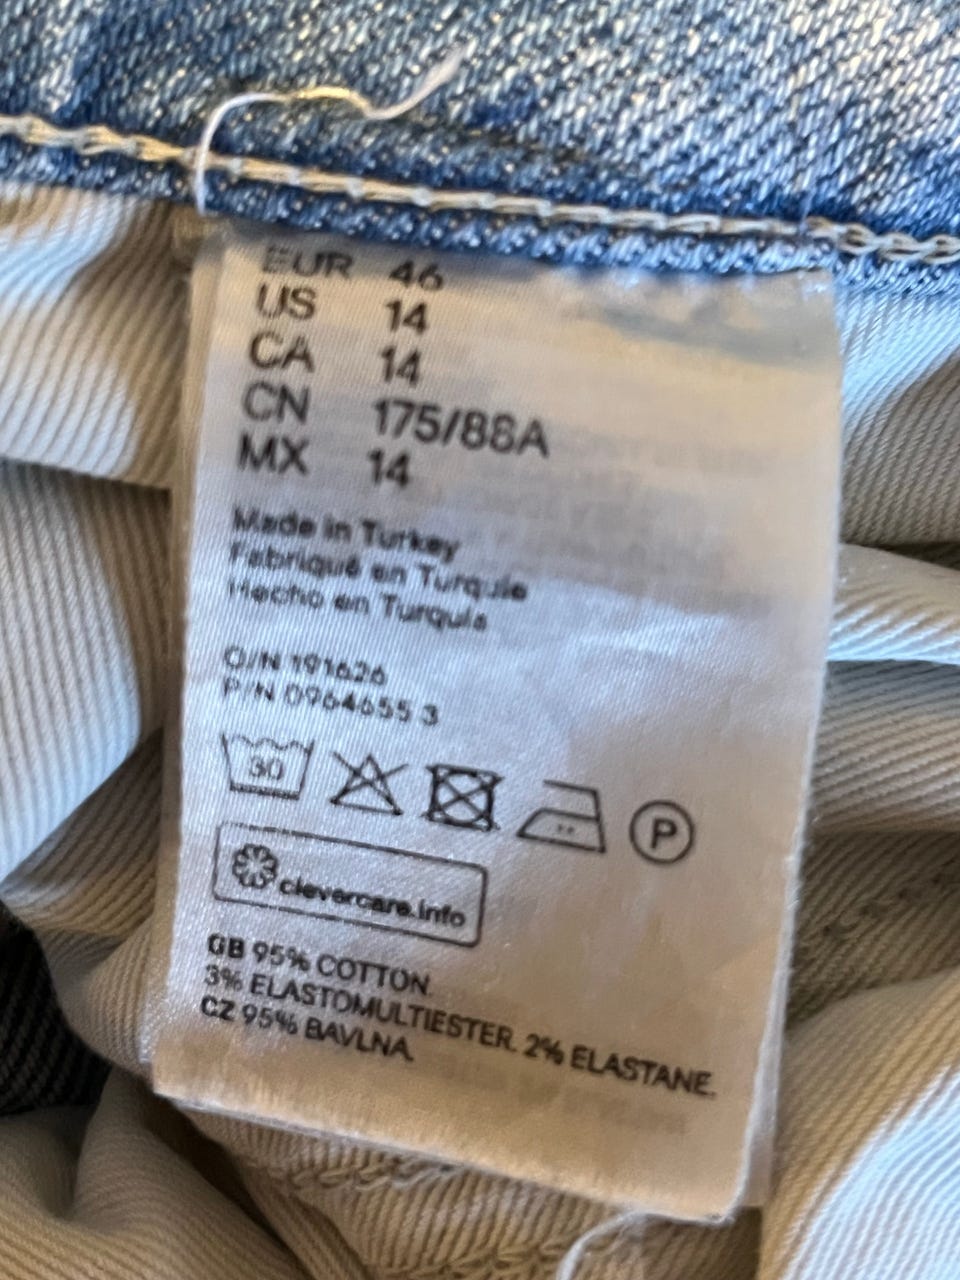 EUR 46
US 14
CA 14
CN 175/88A
MX 14
Made in Turkey
Fabriqué en Turquie
Hecho en Turquía
O/N 191626
P/N 0964655 3
30
P
clevercare.info
GB 95% COTTON
3% ELASTOMULTIESTER. 2% ELASTANE.
CZ 95% BAVLNA